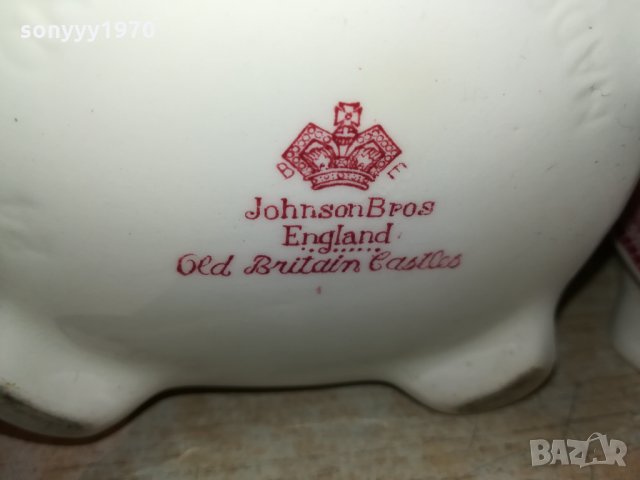 sonyyy1970
B E
Johnson Bros
England
Old Britain Castles
BAZAR